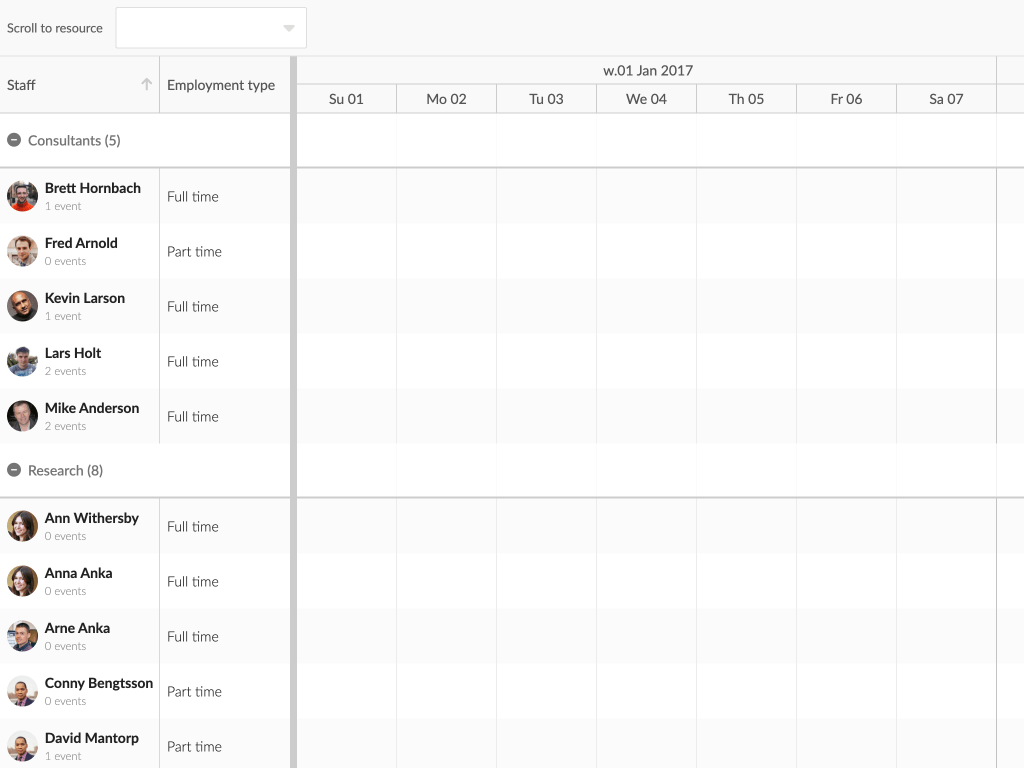 Scroll to resource
Staff
Employment type
w.01 Jan 2017
Su 01
Mo 02
Tu 03
We 04
Th 05
Fr 06
Sa 07
Consultants (5)
Brett Hornbach
1 event
Full time
Fred Arnold
0 events
Part time
Kevin Larson
1 event
Full time
Lars Holt
2 events
Full time
Mike Anderson
2 events
Full time
Research (8)
Ann Withersby
0 events
Full time
Anna Anka
0 events
Full time
Arne Anka
0 events
Full time
Conny Bengtsson
0 events
Part time
David Mantorp
1 event
Part time